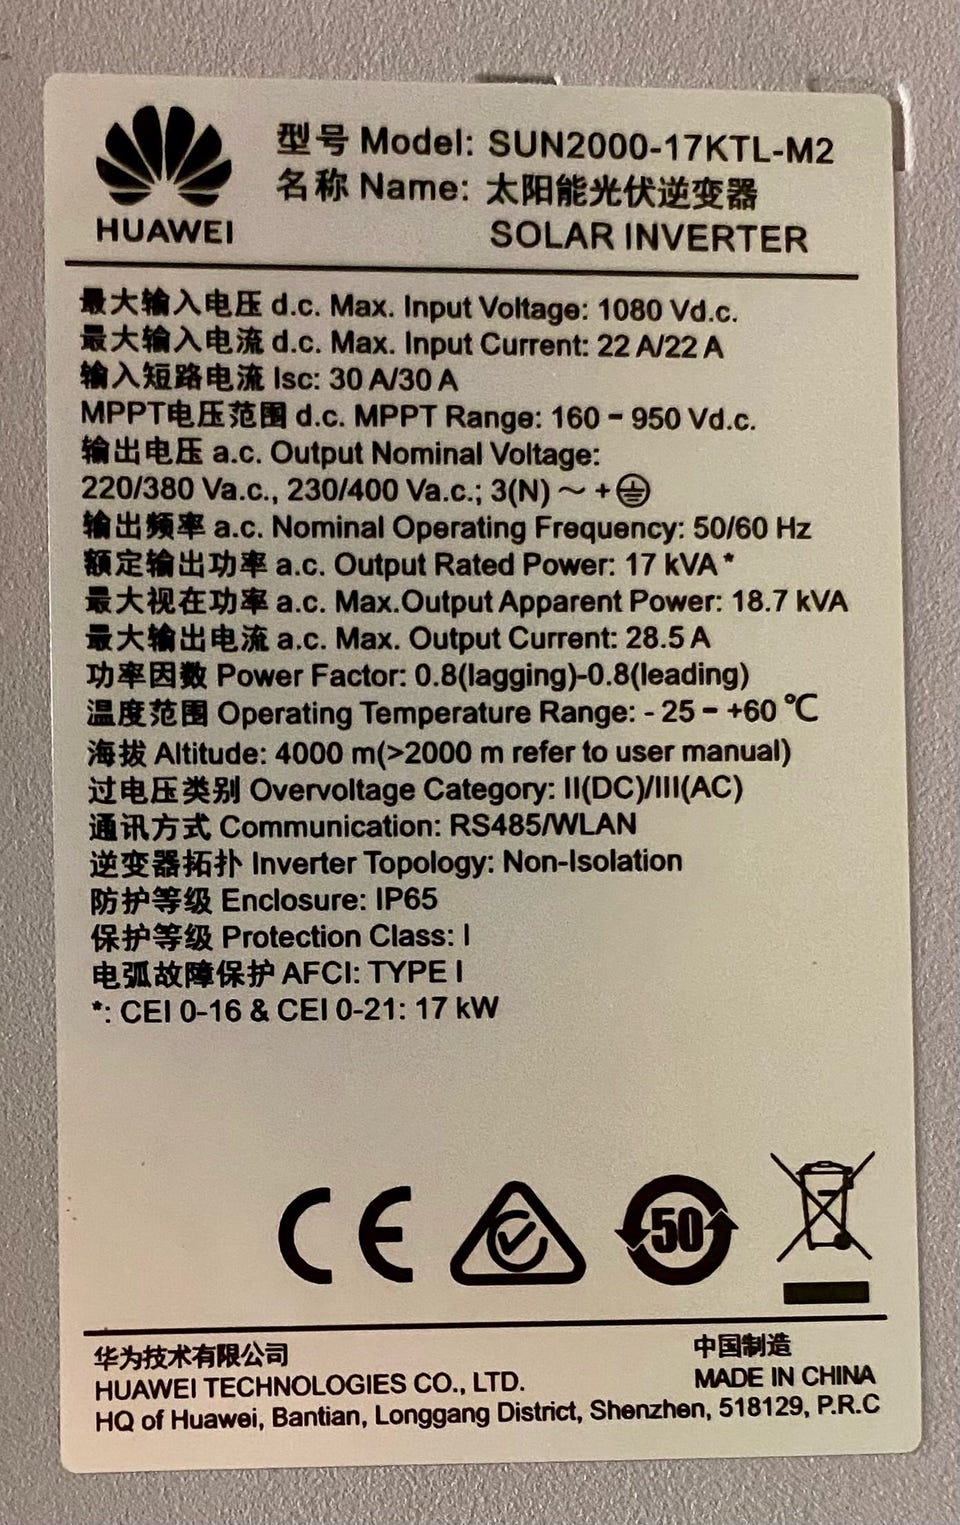 HUAWEI
型号 Model: SUN2000-17KTL-M2
名称 Name: 太阳能光伏逆变器
SOLAR INVERTER
最大输入电压 d.c. Max. Input Voltage: 1080 Vd.c.
最大输入电流 d.c. Max. Input Current: 22 A/22 A
输入短路电流 Isc: 30 A/30 A
MPPT电压范围 d.c. MPPT Range: 160 - 950 Vd.c.
输出电压 a.c. Output Nominal Voltage:
220/380 Va.c., 230/400 Va.c.; 3(N) ～ + ⏚
输出频率 a.c. Nominal Operating Frequency: 50/60 Hz
额定输出功率 a.c. Output Rated Power: 17 kVA *
最大视在功率 a.c. Max.Output Apparent Power: 18.7 kVA
最大输出电流 a.c. Max. Output Current: 28.5 A
功率因数 Power Factor: 0.8(lagging)-0.8(leading)
温度范围 Operating Temperature Range: - 25 - +60 ℃
海拔 Altitude: 4000 m(>2000 m refer to user manual)
过电压类别 Overvoltage Category: II(DC)/III(AC)
通讯方式 Communication: RS485/WLAN
逆变器拓扑 Inverter Topology: Non-Isolation
防护等级 Enclosure: IP65
保护等级 Protection Class: I
电弧故障保护 AFCI: TYPE I
*: CEI 0-16 & CEI 0-21: 17 kW
CE
50
华为技术有限公司
中国制造
HUAWEI TECHNOLOGIES CO., LTD.
MADE IN CHINA
HQ of Huawei, Bantian, Longgang District, Shenzhen, 518129, P.R.C